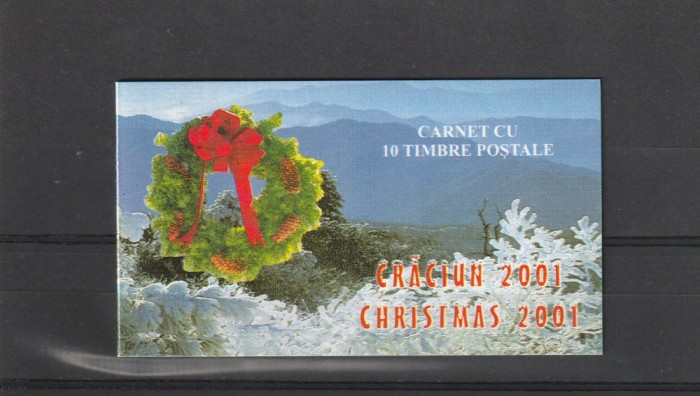 CARNET CU
10 TIMBRE POȘTALE
CRĂCIUN 2001
CHRISTMAS 2001